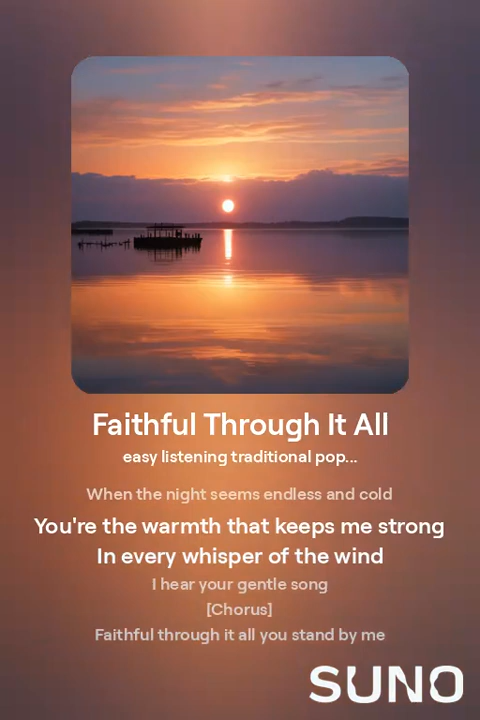 Faithful Through It All
easy listening traditional pop...
When the night seems endless and cold
You're the warmth that keeps me strong
In every whisper of the wind
I hear your gentle song
[Chorus]
Faithful through it all you stand by me
SUNO